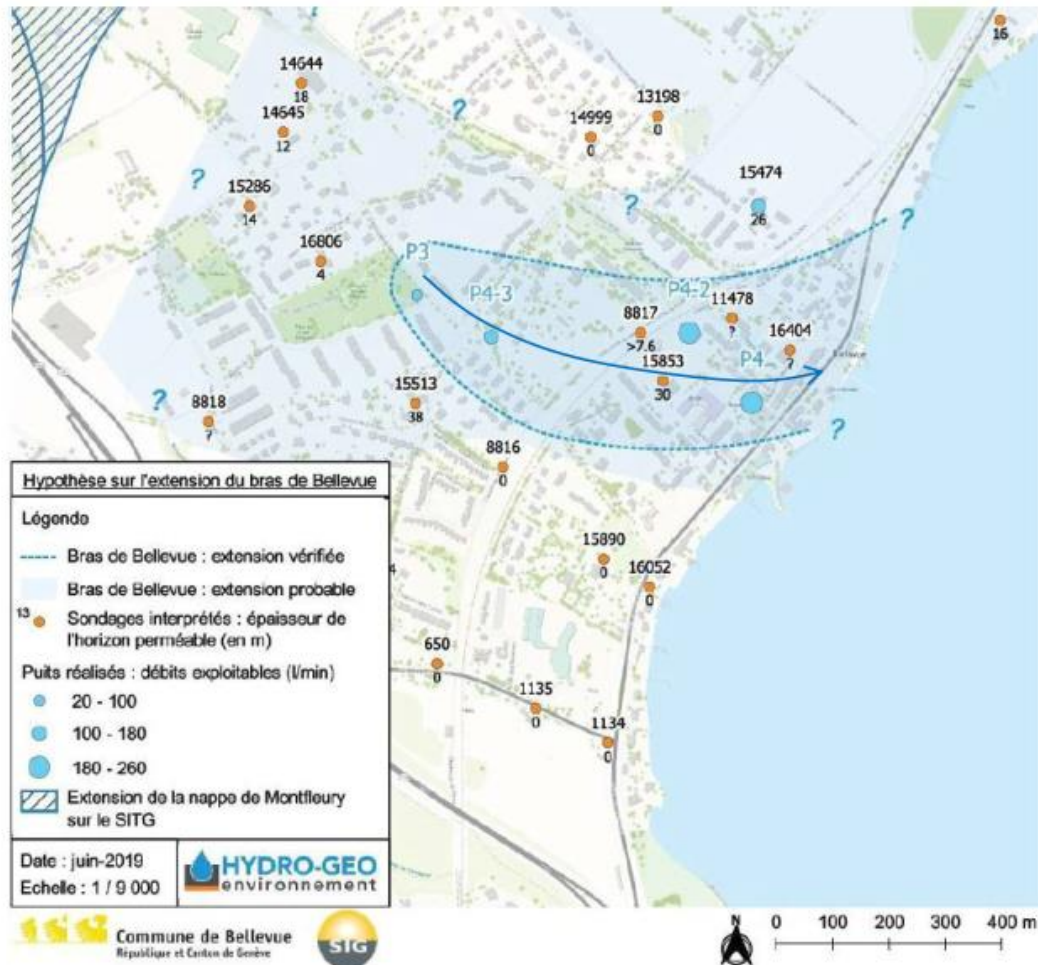 16
14644
18
14645
12
13198
0
14999
0
?
?
15286
14
?
15474
26
?
16806
4
P3
P4-3
P4-2
11478
?
8817
>7.6
16404
?
15853
30
P4
15513
38
?
8818
?
?
8816
0
15890
0
16052
0
650
0
1135
0
1134
0
Hypothèse sur l'extension du bras de Bellevue
Légende
Bras de Bellevue : extension vérifiée
Bras de Bellevue : extension probable
13 Sondages interprétés : épaisseur de
l'horizon perméable (en m)
Puits réalisés : débits exploitables (l/min)
20 - 100
100 - 180
180 - 260
Extension de la nappe de Montfleury
sur le SITG
Date : juin-2019
Echelle : 1 / 9 000
HYDRO-GEO
environnement
Commune de Bellevue
République et Canton de Genève
SIG
N
0 100 200 300 400 m